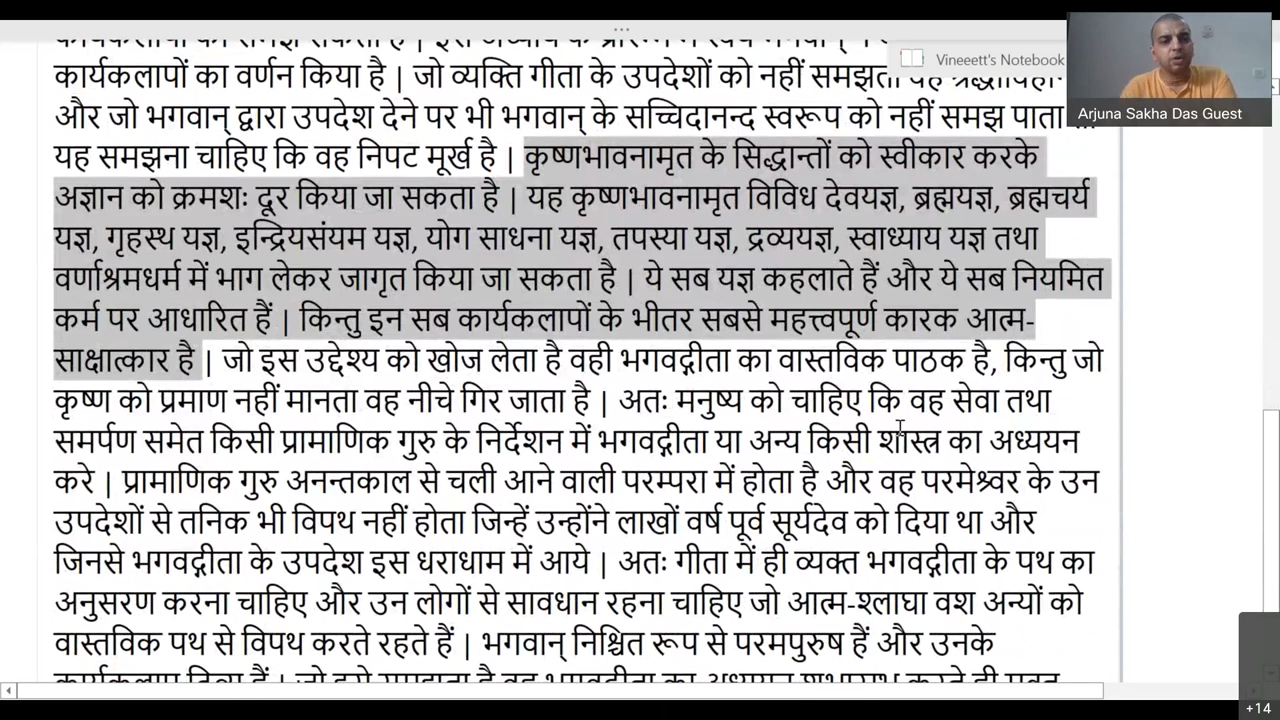 Vineett's Notebook
Arjuna Sakha Das Guest
कार्यकलापों का वर्णन किया है | जो व्यक्ति गीता के उपदेशों को नहीं समझता वह
और जो भगवान् द्वारा उपदेश देने पर भी भगवान् के सच्चिदानन्द स्वरूप को नहीं समझ पाता
यह समझना चाहिए कि वह निपट मूर्ख है | कृष्णभावनामृत के सिद्धान्तों को स्वीकार करके
अज्ञान को क्रमशः दूर किया जा सकता है | यह कृष्णभावनामृत विविध देवयज्ञ, ब्रह्मयज्ञ, ब्रह्मचर्य
यज्ञ, गृहस्थ यज्ञ, इन्द्रियसंयम यज्ञ, योग साधना यज्ञ, तपस्या यज्ञ, द्रव्ययज्ञ, स्वाध्याय यज्ञ तथा
वर्णाश्रमधर्म में भाग लेकर जागृत किया जा सकता है | ये सब यज्ञ कहलाते हैं और ये सब नियमित
कर्म पर आधारित हैं | किन्तु इन सब कार्यकलापों के भीतर सबसे महत्त्वपूर्ण कारक आत्म-
साक्षात्कार है | जो इस उद्देश्य को खोज लेता है वही भगवद्गीता का वास्तविक पाठक है, किन्तु जो
कृष्ण को प्रमाण नहीं मानता वह नीचे गिर जाता है | अतः मनुष्य को चाहिए कि वह सेवा तथा
समर्पण समेत किसी प्रामाणिक गुरु के निर्देशन में भगवद्गीता या अन्य किसी शास्त्र का अध्ययन
करे | प्रामाणिक गुरु अनन्तकाल से चली आने वाली परम्परा में होता है और वह परमेश्र्वर के उन
उपदेशों से तनिक भी विपथ नहीं होता जिन्हें उन्होंने लाखों वर्ष पूर्व सूर्यदेव को दिया था और
जिनसे भगवद्गीता के उपदेश इस धराधाम में आये | अतः गीता में ही व्यक्त भगवद्गीता के पथ का
अनुसरण करना चाहिए और उन लोगों से सावधान रहना चाहिए जो आत्म-श्लाघा वश अन्यों को
वास्तविक पथ से विपथ करते रहते हैं | भगवान् निश्चित रूप से परमपुरुष हैं और उनके
+14